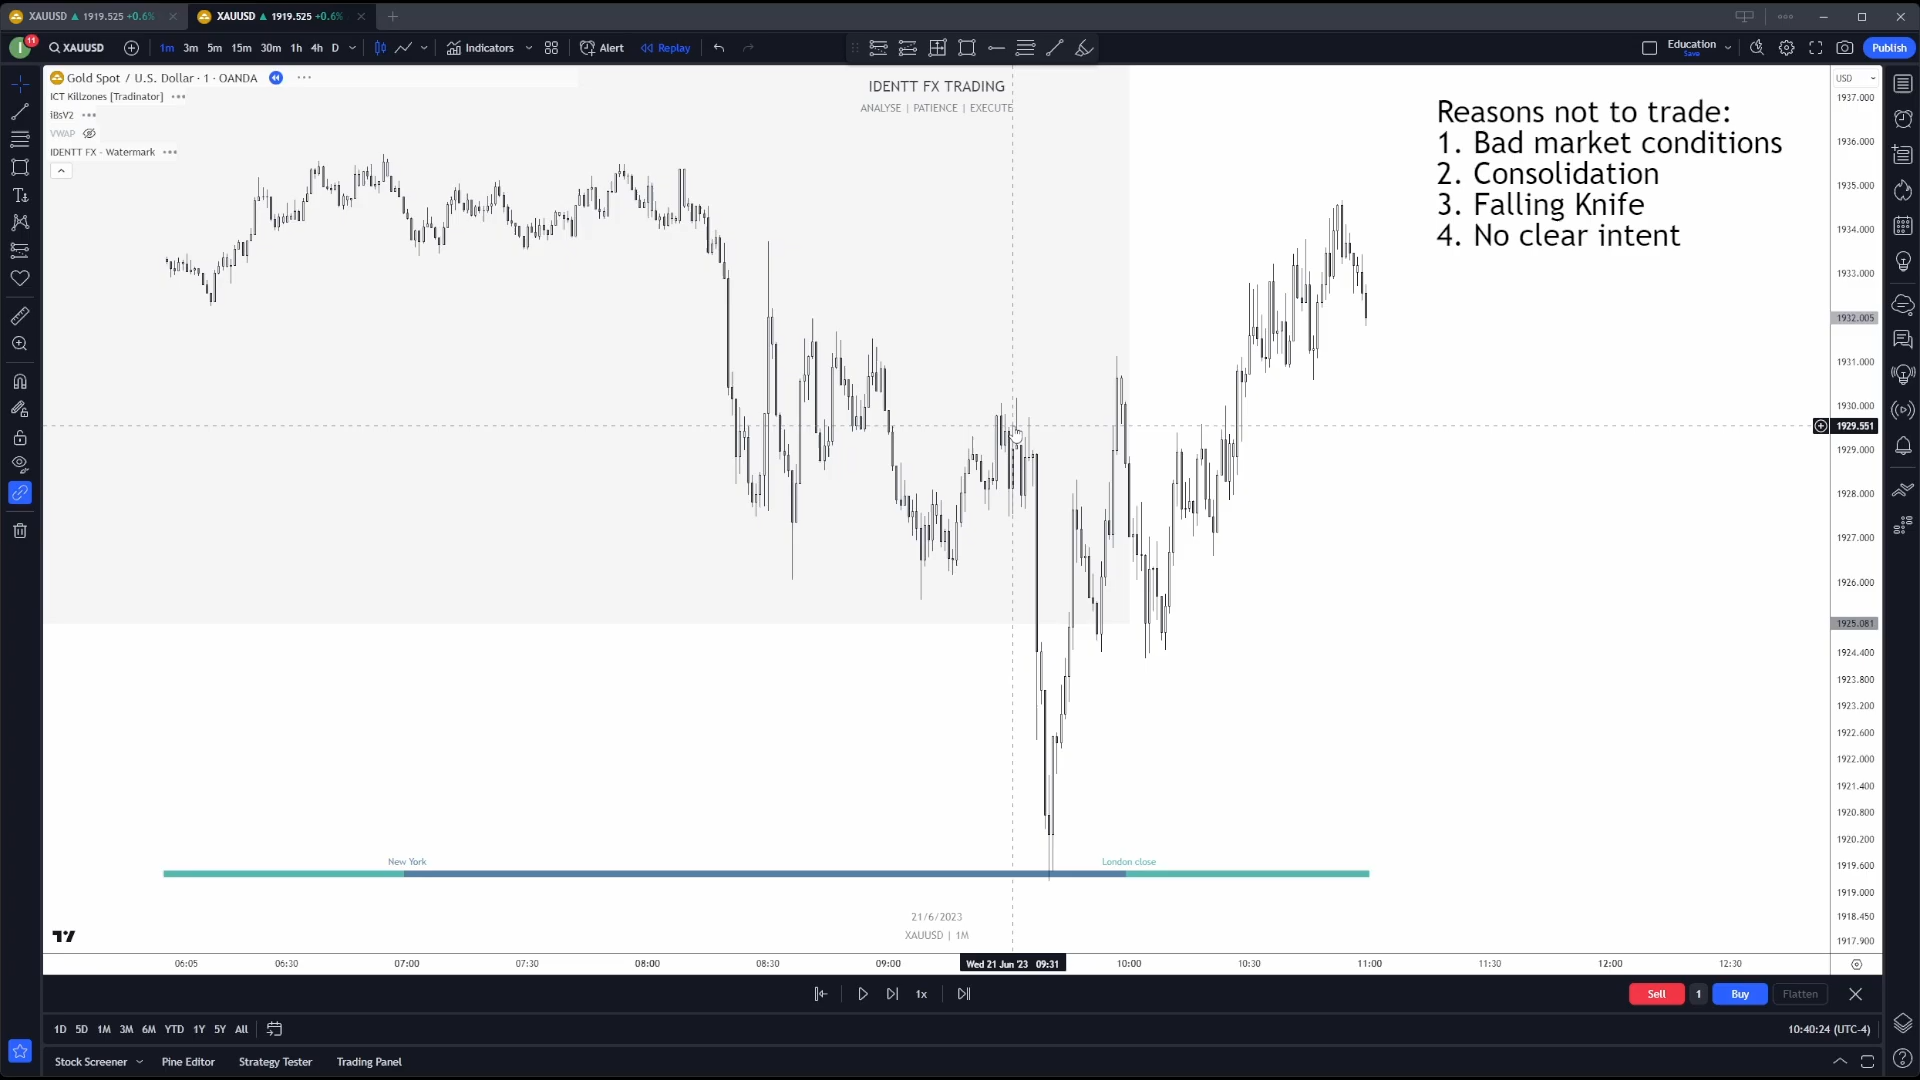 XAUUSD ▲ 1919.525 +0.6%
XAUUSD ▲ 1919.525 +0.6%
I 11 XAUUSD 1m 3m 5m 15m 30m 1h 4h D Indicators Alert Replay Education Save Publish
Gold Spot / U.S. Dollar · 1 · OANDA
ICT Killzones [Tradinator]
iBsV2
VWAP
IDENTT FX - Watermark
IDENTT FX TRADING
ANALYSE | PATIENCE | EXECUTE
Reasons not to trade:
1. Bad market conditions
2. Consolidation
3. Falling Knife
4. No clear intent
USD
1937.000
1936.000
1935.000
1934.000
1933.000
1932.005
1931.000
1930.000
1929.551
1929.000
1928.000
1927.000
1926.000
1925.081
1924.400
1923.800
1923.200
1922.600
1922.000
1921.400
1920.800
1920.200
1919.600
1919.000
1918.450
1917.900
New York
London close
21/6/2023
XAUUSD | 1M
06:05 06:30 07:00 07:30 08:00 08:30 09:00 Wed 21 Jun '23 09:31 10:00 10:30 11:00 11:30 12:00 12:30
1x Sell 1 Buy Flatten
1D 5D 1M 3M 6M YTD 1Y 5Y All 10:40:24 (UTC-4)
Stock Screener Pine Editor Strategy Tester Trading Panel